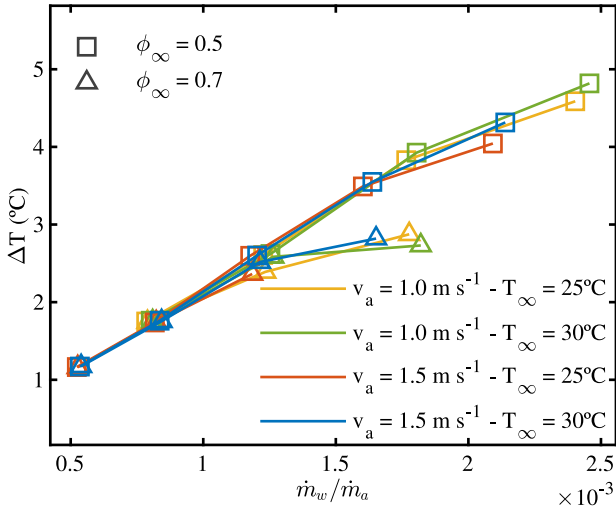 ϕ∞ = 0.5
ϕ∞ = 0.7
5
4
3
2
1
ΔT (ºC)
vₐ = 1.0 m s⁻¹ - T∞ = 25ºC
vₐ = 1.0 m s⁻¹ - T∞ = 30ºC
vₐ = 1.5 m s⁻¹ - T∞ = 25ºC
vₐ = 1.5 m s⁻¹ - T∞ = 30ºC
0.5 1 1.5 2 2.5
×10⁻³
ṁ_w/ṁ_a